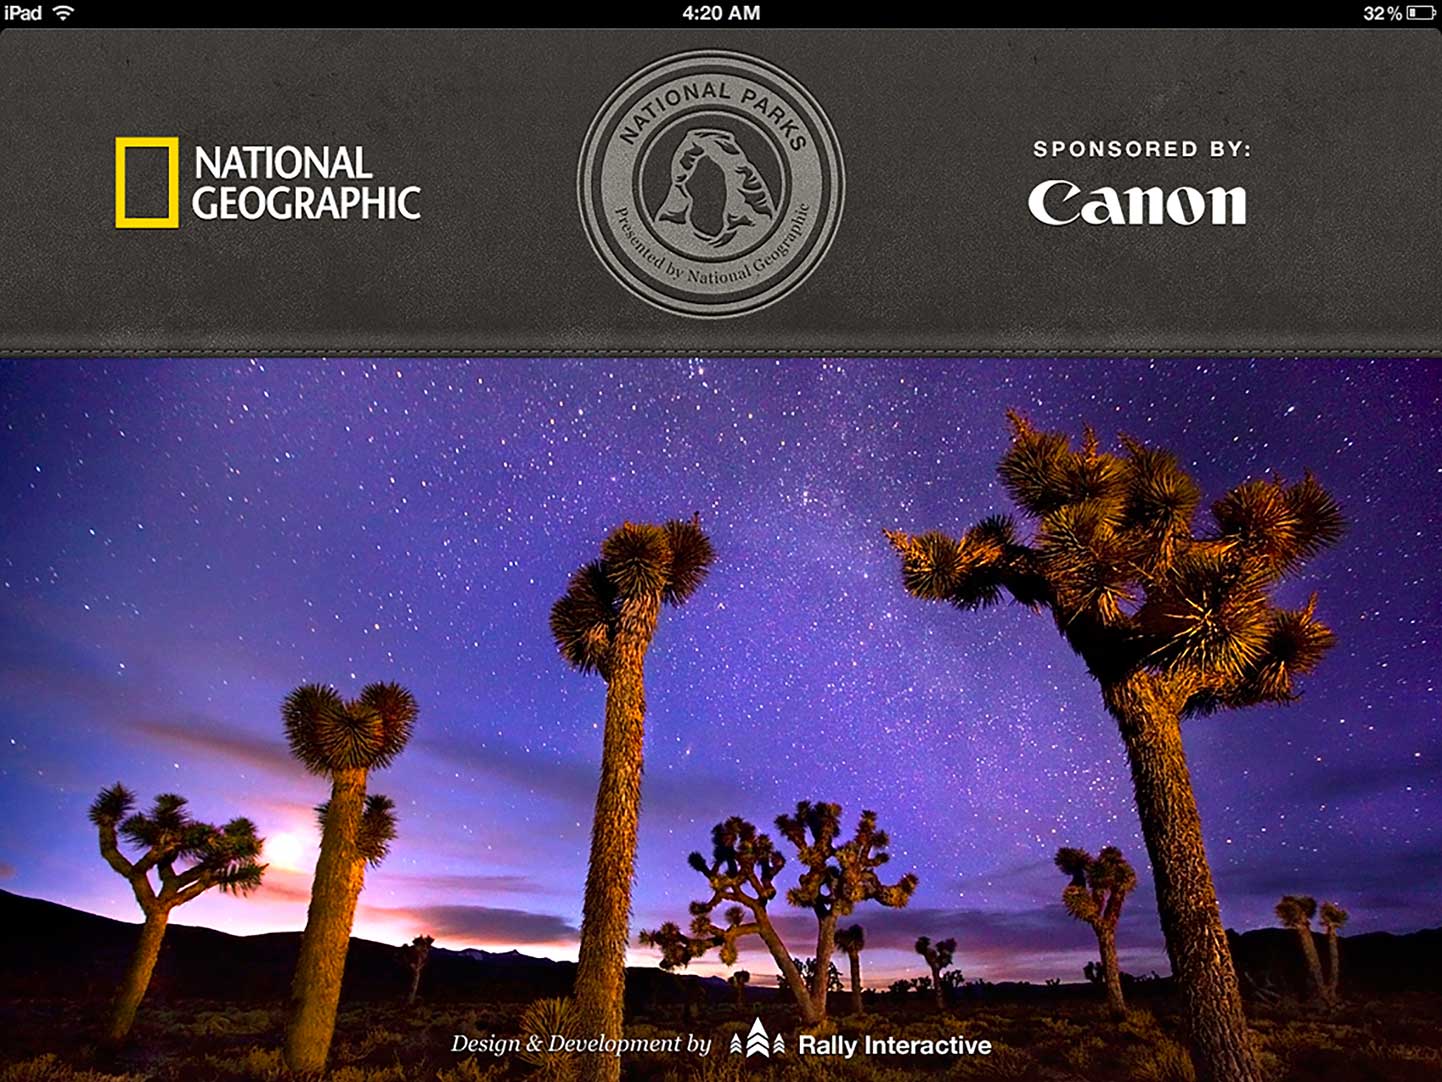 iPad
4:20 AM
32%
NATIONAL
GEOGRAPHIC
NATIONAL PARKS
Presented by National Geographic
SPONSORED BY:
Canon
Design & Development by
Rally Interactive